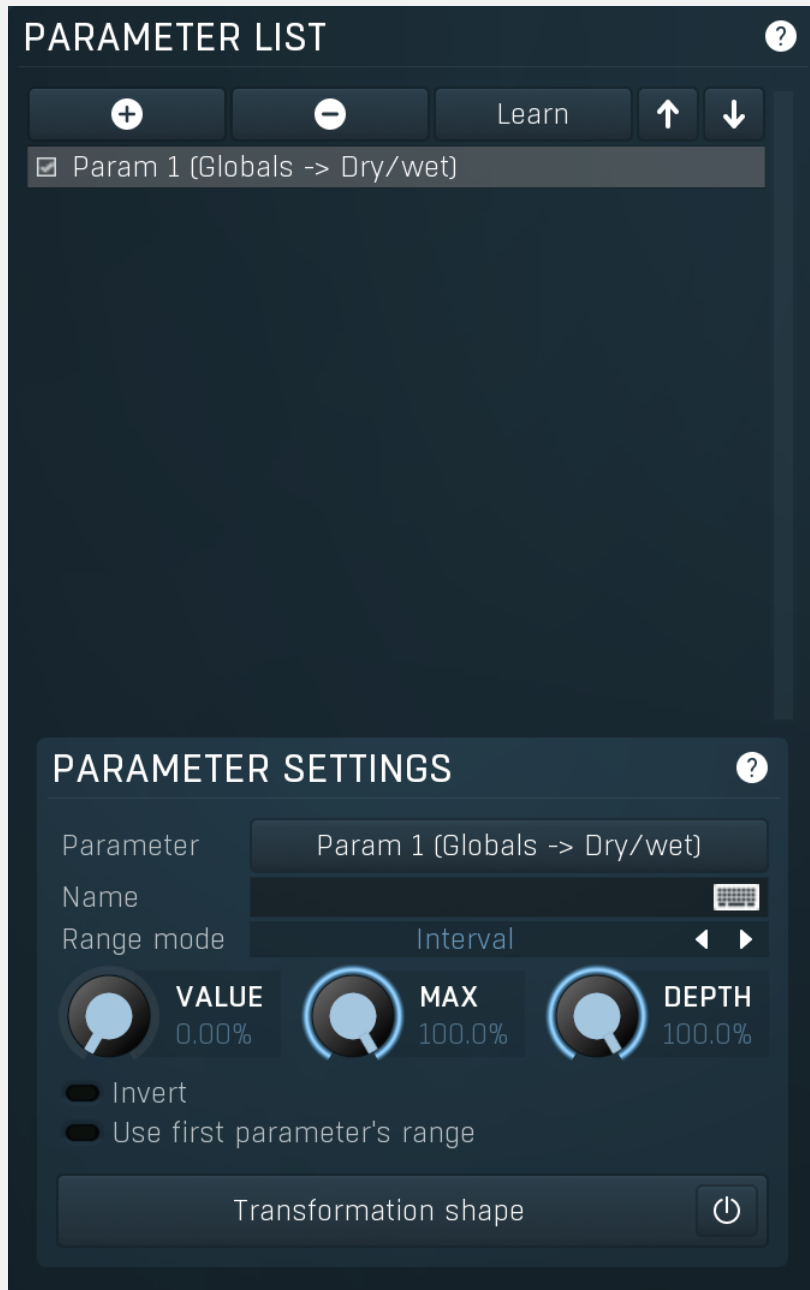 PARAMETER LIST ?
Learn
Param 1 (Globals -> Dry/wet)
PARAMETER SETTINGS ?
Parameter Param 1 (Globals -> Dry/wet)
Name
Range mode Interval
VALUE MAX DEPTH
0.00% 100.0% 100.0%
Invert
Use first parameter's range
Transformation shape